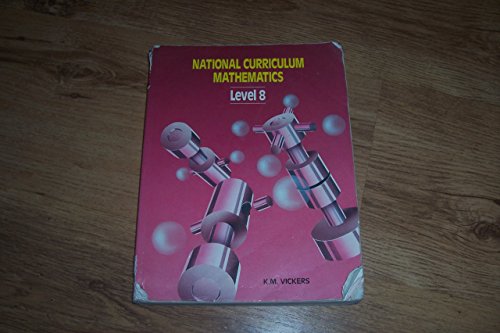 NATIONAL CURRICULUM
MATHEMATICS
Level 8
K.M. VICKERS